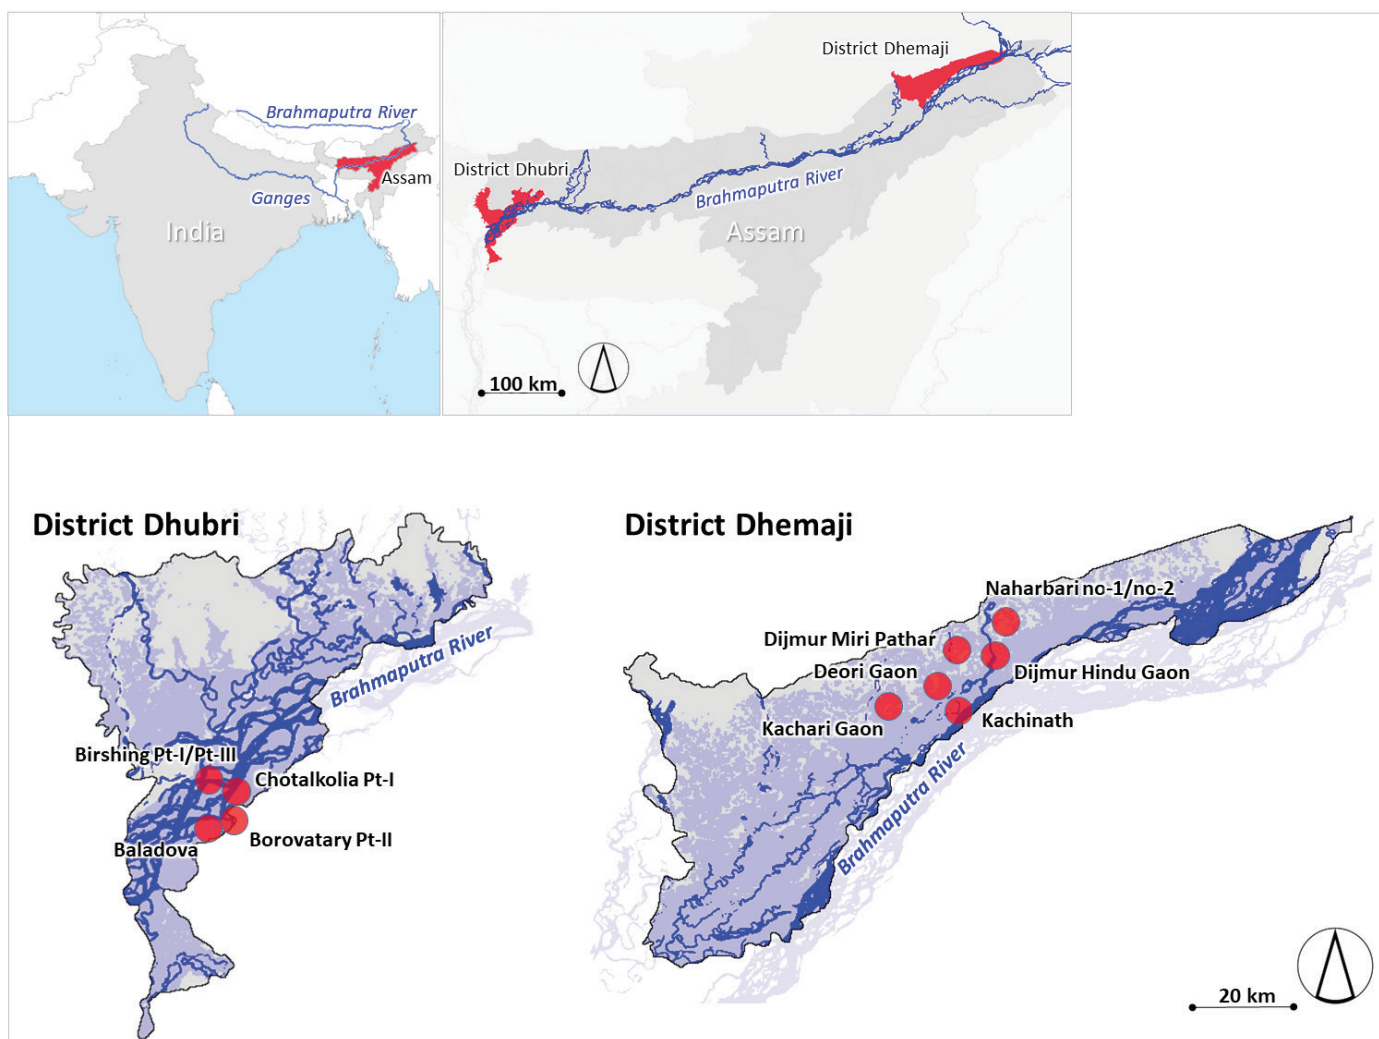 Brahmaputra River
Assam
Ganges
India
District Dhemaji
District Dhubri
Brahmaputra River
Assam
100 km
District Dhubri
Brahmaputra River
Birshing Pt-I/Pt-III
Chotalkolia Pt-I
Borovatary Pt-II
Baladova
District Dhemaji
Naharbari no-1/no-2
Dijmur Miri Pathar
Deori Gaon
Dijmur Hindu Gaon
Kachari Gaon
Kachinath
Brahmaputra River
20 km